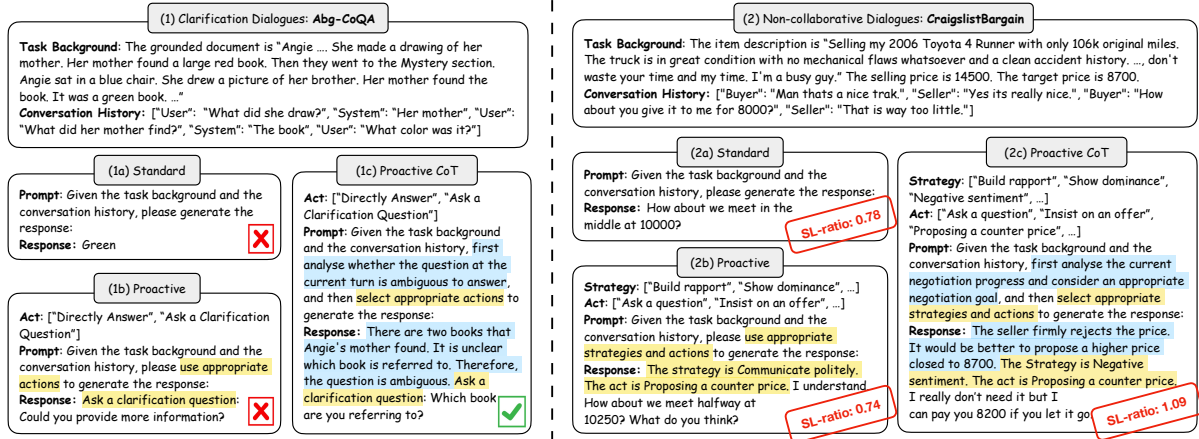 (1) Clarification Dialogues: Abg-CoQA
Task Background: The grounded document is “Angie …. She made a drawing of her
mother. Her mother found a large red book. Then they went to the Mystery section.
Angie sat in a blue chair. She drew a picture of her brother. Her mother found the
book. It was a green book. …”
Conversation History: [“User”: “What did she draw?”, “System”: “Her mother”, “User”:
“What did her mother find?”, “System”: “The book”, “User”: “What color was it?”]
(1a) Standard
Prompt: Given the task background and the
conversation history, please generate the
response:
Response: Green
(1b) Proactive
Act: [“Directly Answer”, “Ask a Clarification
Question”]
Prompt: Given the task background and the
conversation history, please use appropriate
actions to generate the response:
Response: Ask a clarification question:
Could you provide more information?
(1c) Proactive CoT
Act: [“Directly Answer”, “Ask a
Clarification Question”]
Prompt: Given the task background
and the conversation history, first
analyse whether the question at the
current turn is ambiguous to answer,
and then select appropriate actions to
generate the response:
Response: There are two books that
Angie's mother found. It is unclear
which book is referred to. Therefore,
the question is ambiguous. Ask a
clarification question: Which book
are you referring to?
(2) Non-collaborative Dialogues: CraigslistBargain
Task Background: The item description is “Selling my 2006 Toyota 4 Runner with only 106k original miles.
The truck is in great condition with no mechanical flaws whatsoever and a clean accident history. …, don't
waste your time and my time. I'm a busy guy.” The selling price is 14500. The target price is 8700.
Conversation History: ["Buyer": "Man thats a nice trak.", "Seller": "Yes its really nice.", "Buyer": "How
about you give it to me for 8000?", "Seller": "That is way too little."]
(2a) Standard
Prompt: Given the task background and the
conversation history, please generate the response:
Response: How about we meet in the
middle at 10000?
SL-ratio: 0.78
(2b) Proactive
Strategy: [“Build rapport”, “Show dominance”, …]
Act: [“Ask a question”, “Insist on an offer”, …]
Prompt: Given the task background and the
conversation history, please use appropriate
strategies and actions to generate the response:
Response: The strategy is Communicate politely.
The act is Proposing a counter price. I understand
How about we meet halfway at
10250? What do you think?
SL-ratio: 0.74
(2c) Proactive CoT
Strategy: [“Build rapport”, “Show dominance”,
“Negative sentiment”, …]
Act: [“Ask a question”, “Insist on an offer”,
“Proposing a counter price”, …]
Prompt: Given the task background and the
conversation history, first analyse the current
negotiation progress and consider an appropriate
negotiation goal, and then select appropriate
strategies and actions to generate the response:
Response: The seller firmly rejects the price.
It would be better to propose a higher price
closed to 8700. The Strategy is Negative
sentiment. The act is Proposing a counter price.
I really don't need it but I
can pay you 8200 if you let it go
SL-ratio: 1.09